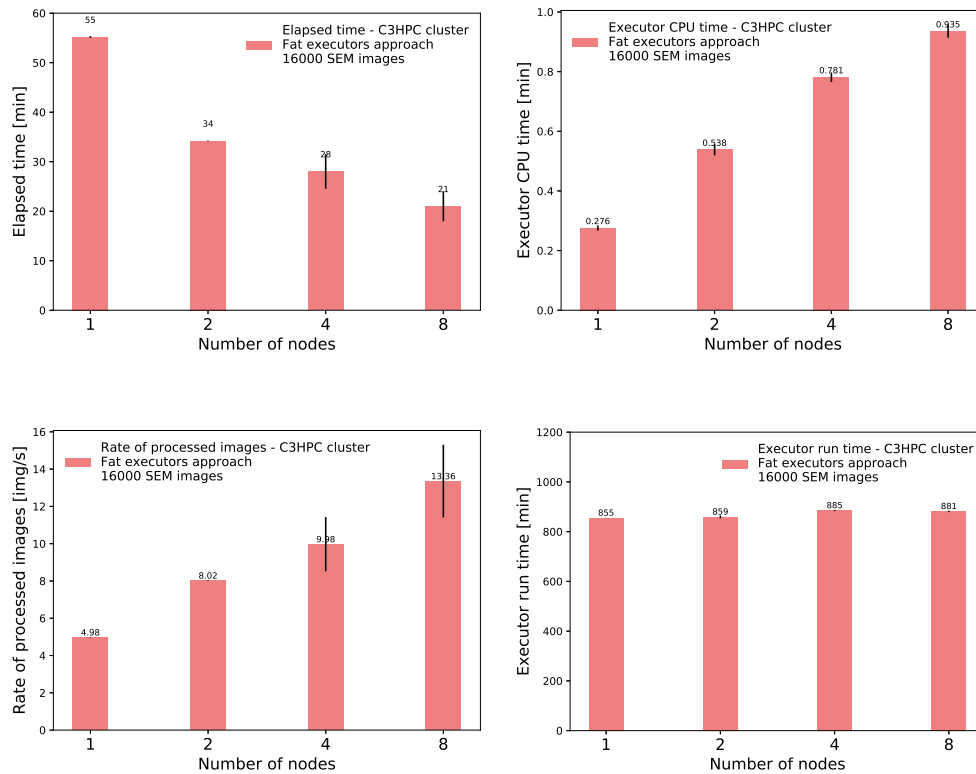 Elapsed time - C3HPC cluster
Fat executors approach
16000 SEM images
Elapsed time [min]
60
50
40
30
20
10
0
55
34
28
21
1 2 4 8
Number of nodes
Executor CPU time - C3HPC cluster
Fat executors approach
16000 SEM images
Executor CPU time [min]
1.0
0.8
0.6
0.4
0.2
0.0
0.276
0.538
0.781
0.935
1 2 4 8
Number of nodes
Rate of processed images - C3HPC cluster
Fat executors approach
16000 SEM images
Rate of processed images [img/s]
16
14
12
10
8
6
4
2
0
4.98
8.02
9.98
13.36
1 2 4 8
Number of nodes
Executor run time - C3HPC cluster
Fat executors approach
16000 SEM images
Executor run time [min]
1200
1000
800
600
400
200
0
855
859
885
881
1 2 4 8
Number of nodes